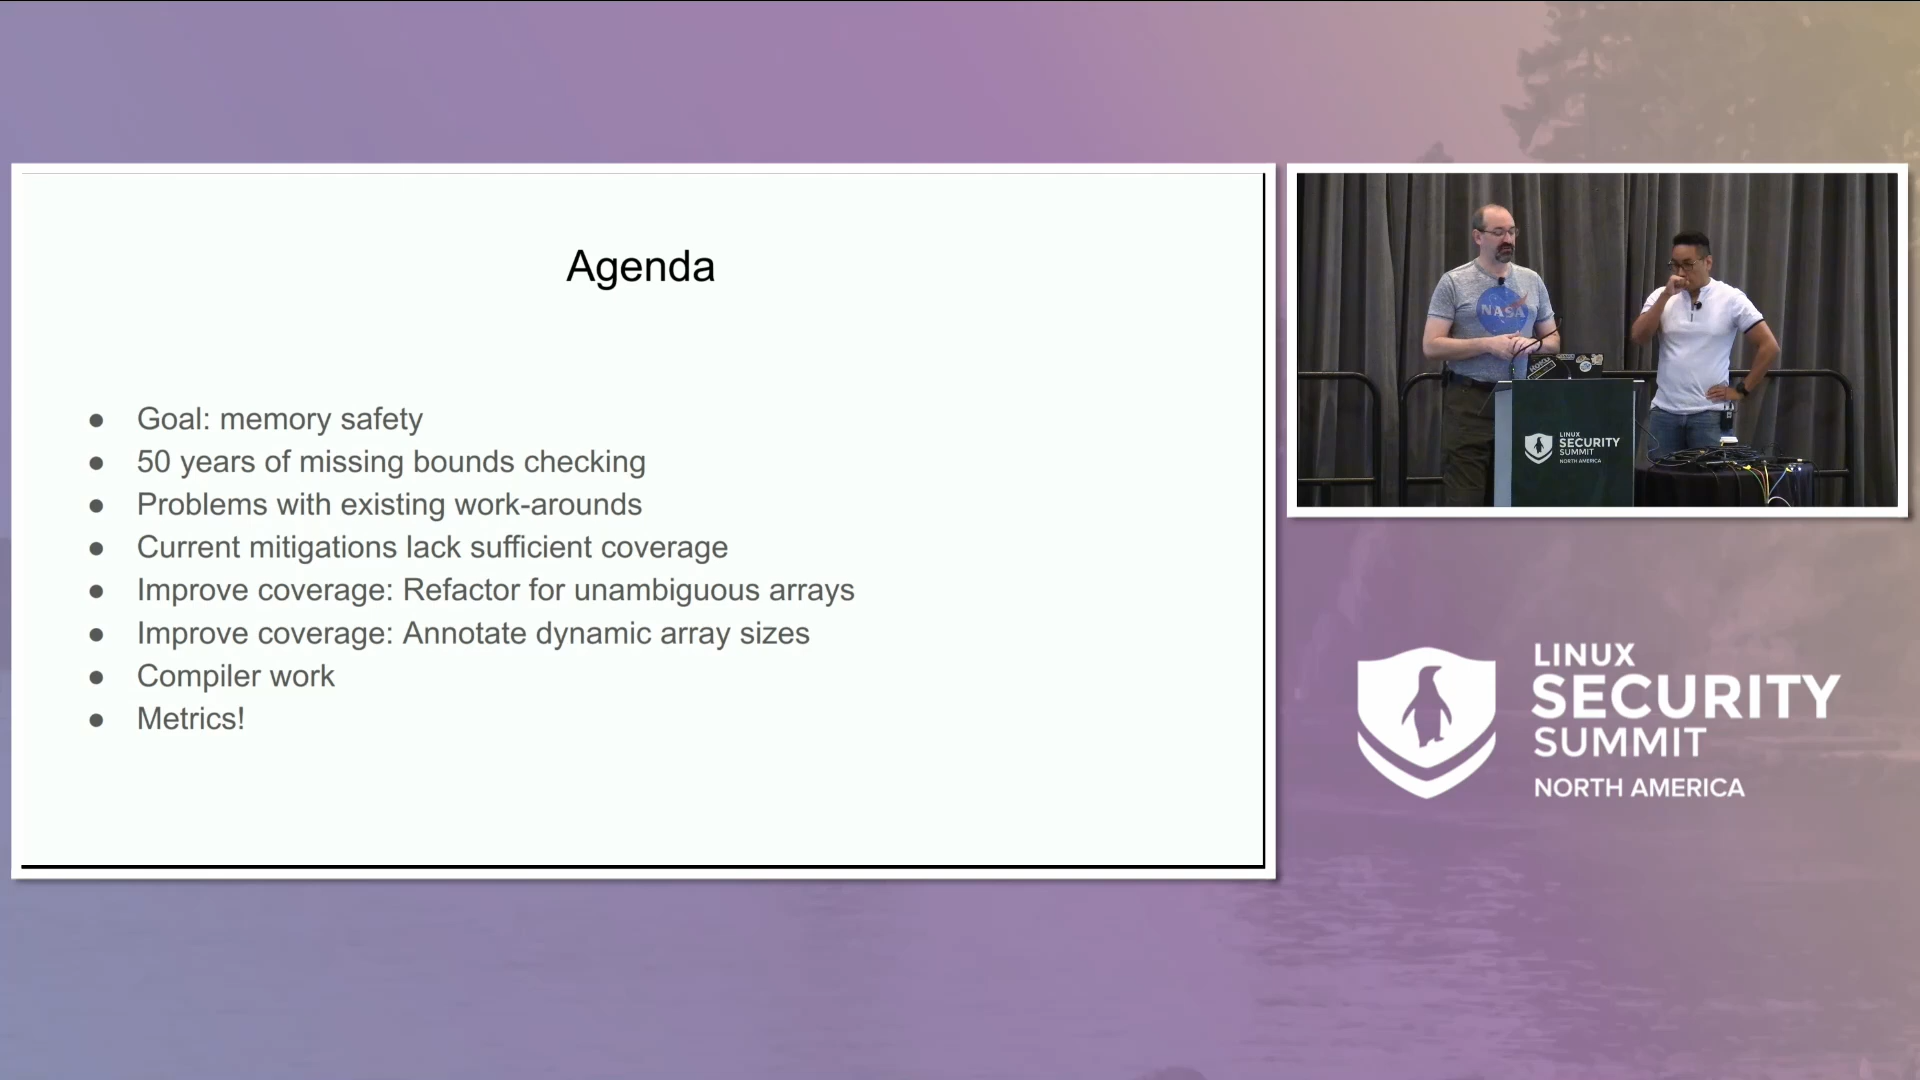 Agenda
● Goal: memory safety
● 50 years of missing bounds checking
● Problems with existing work-arounds
● Current mitigations lack sufficient coverage
● Improve coverage: Refactor for unambiguous arrays
● Improve coverage: Annotate dynamic array sizes
● Compiler work
● Metrics!
NASA
LINUX
SECURITY
SUMMIT
NORTH AMERICA
LINUX
SECURITY
SUMMIT
NORTH AMERICA